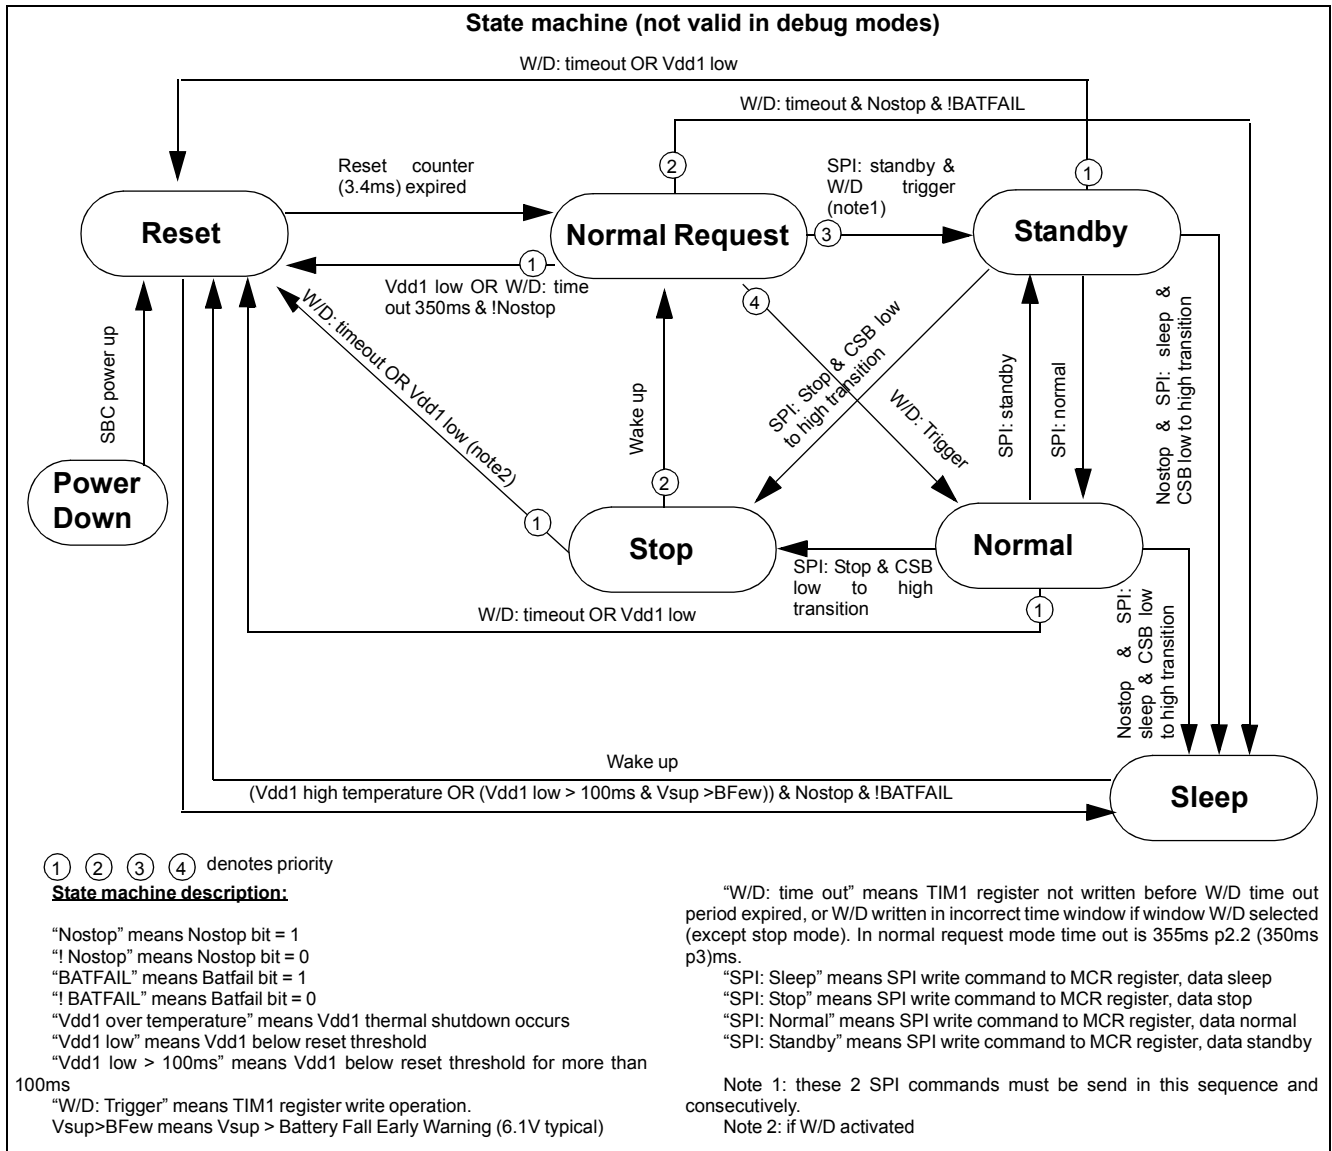 State machine (not valid in debug modes)
W/D: timeout OR Vdd1 low
W/D: timeout & Nostop & !BATFAIL
Reset counter
(3.4ms) expired
2
SPI: standby &
W/D trigger
(note1)
1
Reset
Normal Request
3
Standby
1
Vdd1 low OR W/D: time
out 350ms & !Nostop
4
W/D: timeout OR Vdd1 low (note2)
SPI: Stop & CSB low
to high transition
W/D: Trigger
SBC power up
Wake up
SPI: standby
SPI: normal
Nostop & SPI: sleep &
CSB low to high transition
Power
Down
2
1
Stop
Normal
SPI: Stop & CSB
low to high
transition
1
W/D: timeout OR Vdd1 low
Nostop & SPI:
sleep & CSB low
to high transition
Wake up
(Vdd1 high temperature OR (Vdd1 low > 100ms & Vsup >BFew)) & Nostop & !BATFAIL
Sleep
1 2 3 4 denotes priority
State machine description:
“Nostop” means Nostop bit = 1
“! Nostop” means Nostop bit = 0
“BATFAIL” means Batfail bit = 1
“! BATFAIL” means Batfail bit = 0
“Vdd1 over temperature” means Vdd1 thermal shutdown occurs
“Vdd1 low” means Vdd1 below reset threshold
“Vdd1 low > 100ms” means Vdd1 below reset threshold for more than
100ms
“W/D: Trigger” means TIM1 register write operation.
Vsup>BFew means Vsup > Battery Fall Early Warning (6.1V typical)
“W/D: time out” means TIM1 register not written before W/D time out
period expired, or W/D written in incorrect time window if window W/D selected
(except stop mode). In normal request mode time out is 355ms p2.2 (350ms
p3)ms.
“SPI: Sleep” means SPI write command to MCR register, data sleep
“SPI: Stop” means SPI write command to MCR register, data stop
“SPI: Normal” means SPI write command to MCR register, data normal
“SPI: Standby” means SPI write command to MCR register, data standby
Note 1: these 2 SPI commands must be send in this sequence and
consecutively.
Note 2: if W/D activated